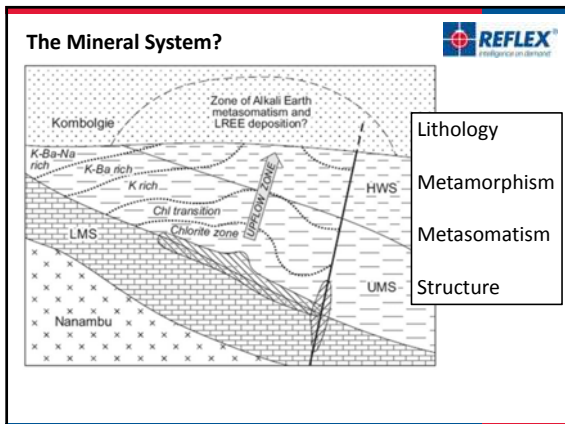 The Mineral System?
REFLEX®
intelligence on demand
Zone of Alkali Earth
metasomatism and
LREE deposition?
Kombolgie
K-Ba-Na
rich
K-Ba rich
K rich
Chl transition
Chlorite zone
UPFLOW ZONE
HWS
LMS
UMS
Nanambu
Lithology
Metamorphism
Metasomatism
Structure